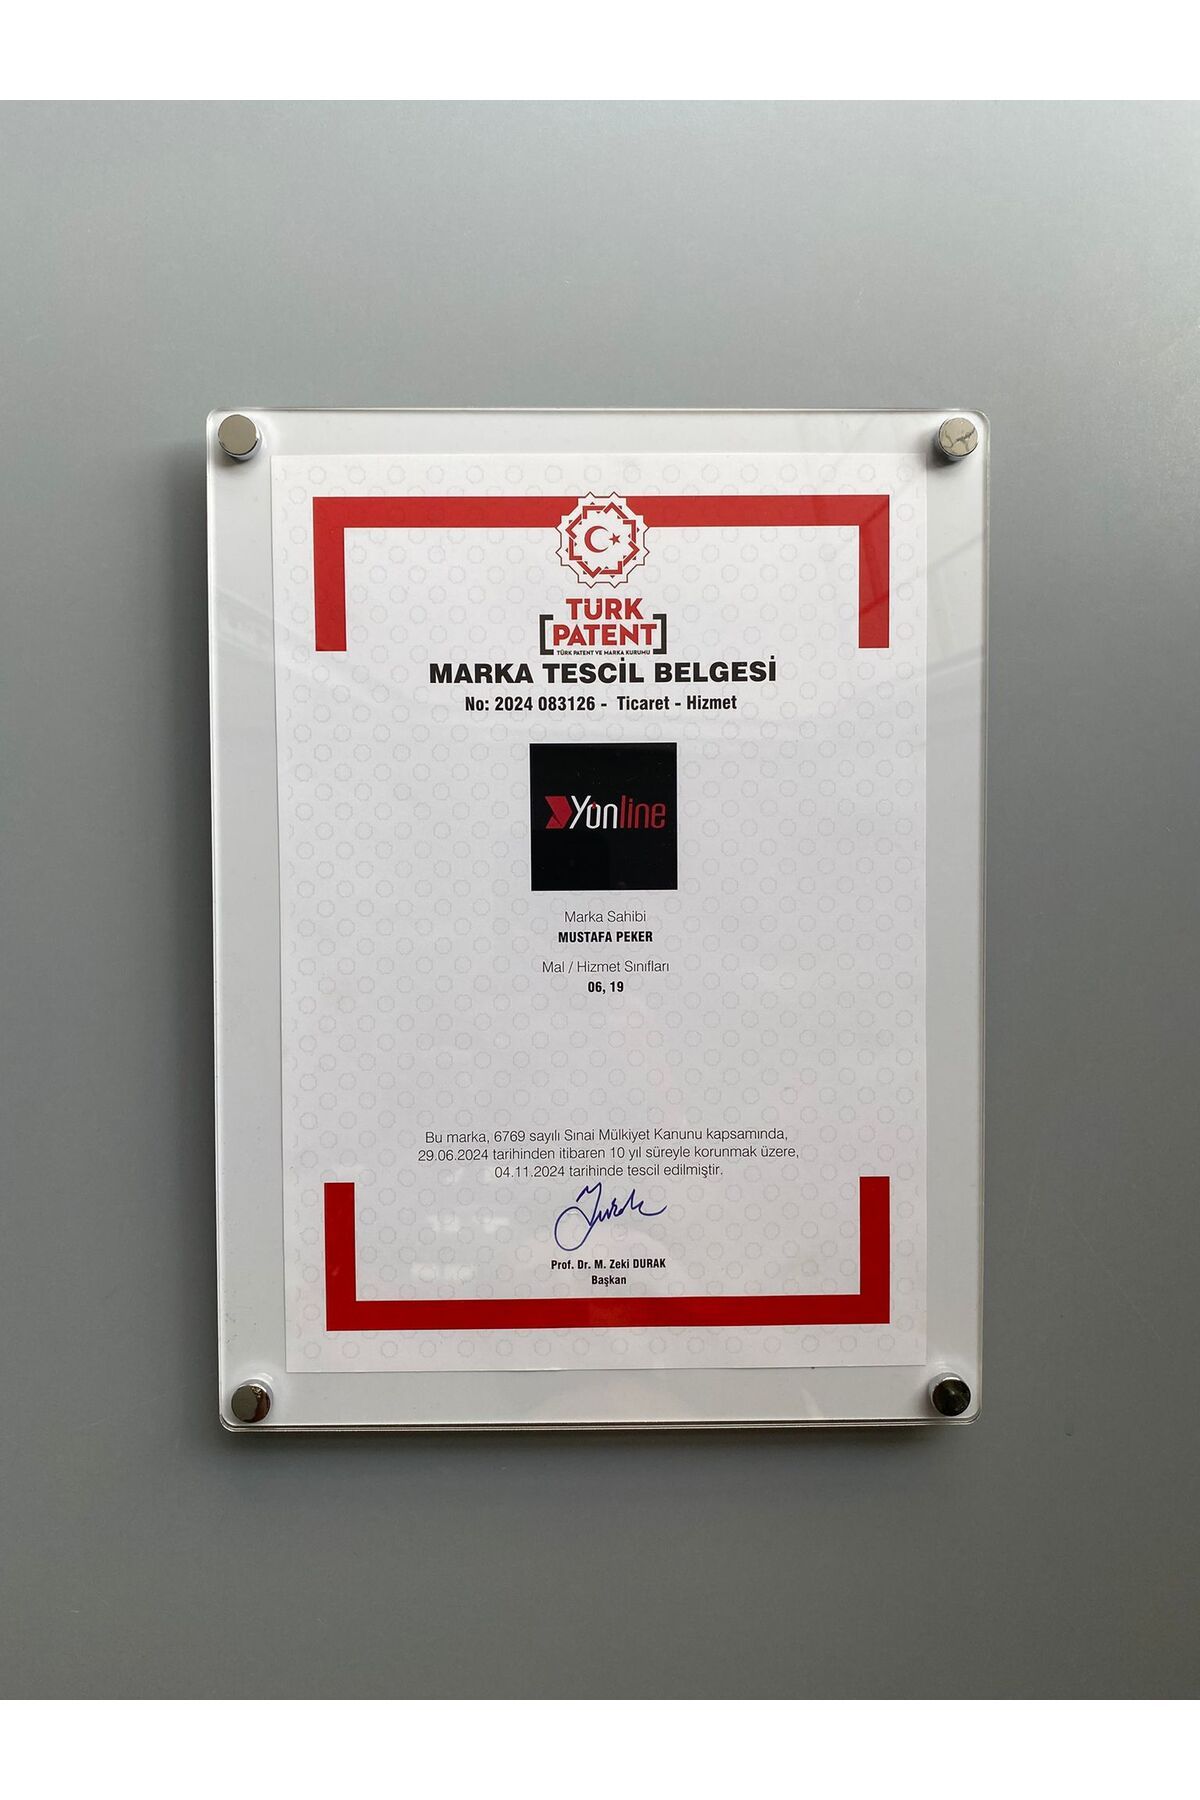 TÜRK
PATENT
TÜRK PATENT VE MARKA KURUMU
MARKA TESCİL BELGESİ
No: 2024 083126 - Ticaret - Hizmet
Yönline
Marka Sahibi
MUSTAFA PEKER
Mal / Hizmet Sınıfları
06, 19
Bu marka, 6769 sayılı Sınai Mülkiyet Kanunu kapsamında,
29.06.2024 tarihinden itibaren 10 yıl süreyle korunmak üzere,
04.11.2024 tarihinde tescil edilmiştir.
Prof. Dr. M. Zeki DURAK
Başkan